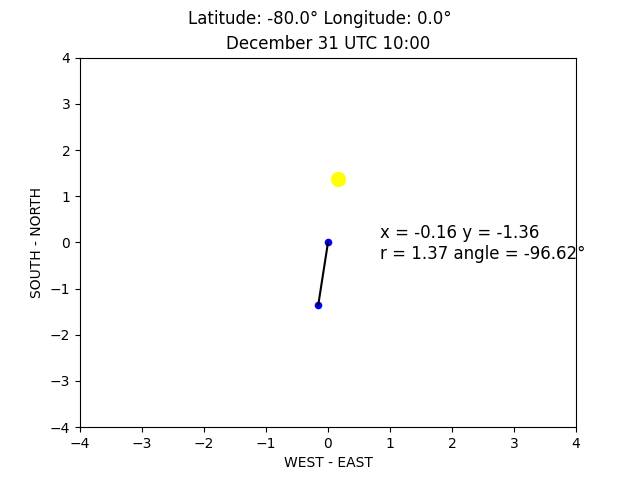 Latitude: -80.0° Longitude: 0.0°
December 31 UTC 10:00
4
3
2
1
0
−1
−2
−3
−4
SOUTH - NORTH
x = -0.16 y = -1.36
r = 1.37 angle = -96.62°
−4 −3 −2 −1 0 1 2 3 4
WEST - EAST